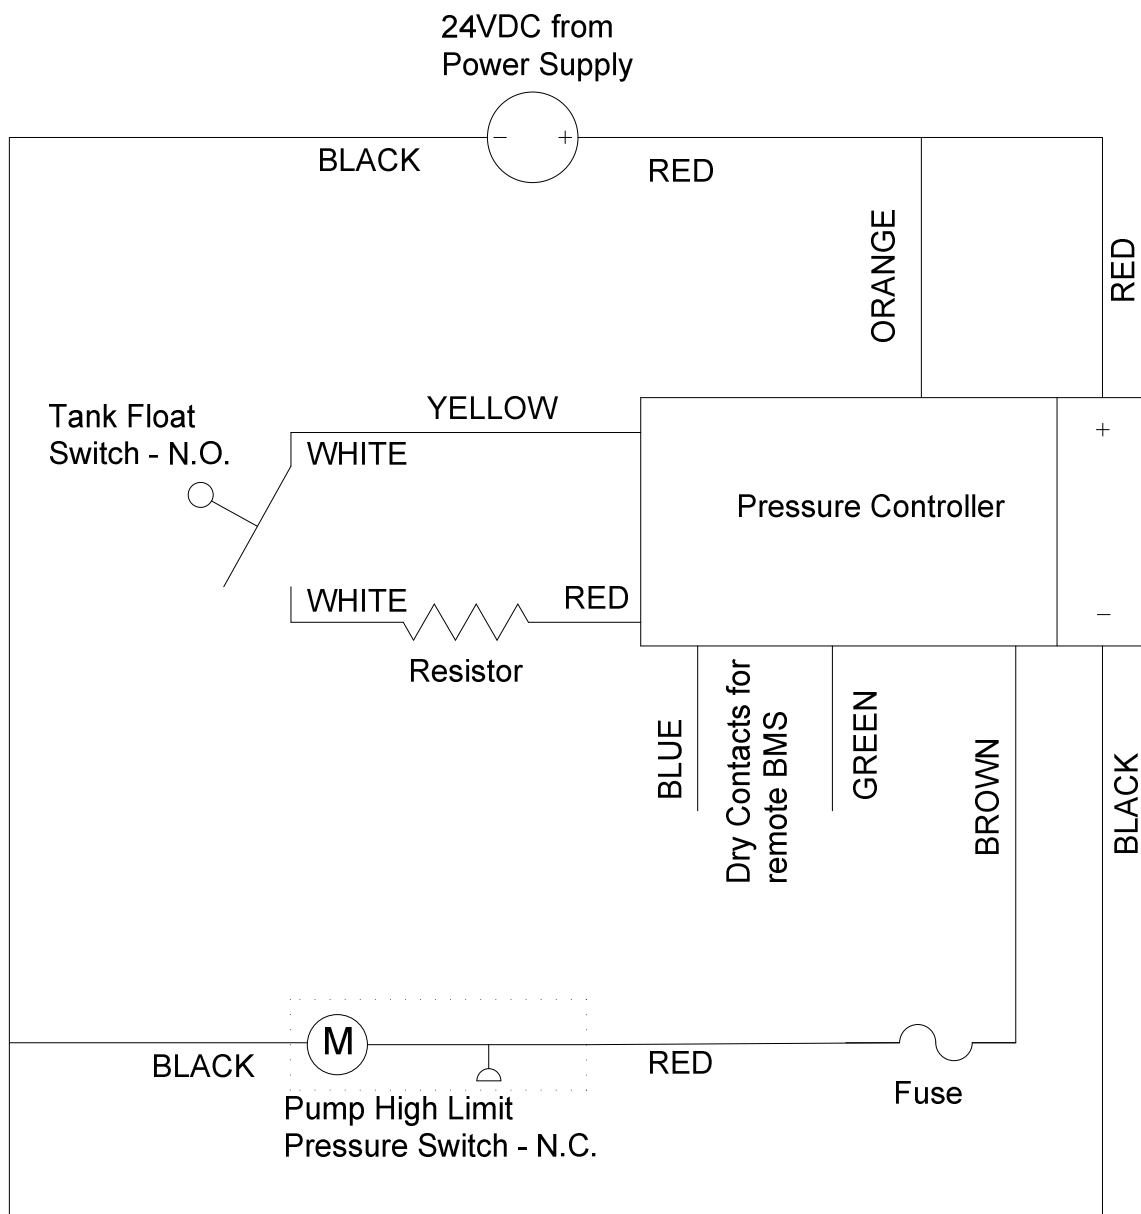 24VDC from
Power Supply
−
+
BLACK
RED
ORANGE
RED
Tank Float
Switch - N.O.
YELLOW
WHITE
+
Pressure Controller
WHITE
RED
−
Resistor
BLUE
Dry Contacts for
remote BMS
GREEN
BROWN
BLACK
M
BLACK
RED
Fuse
Pump High Limit
Pressure Switch - N.C.